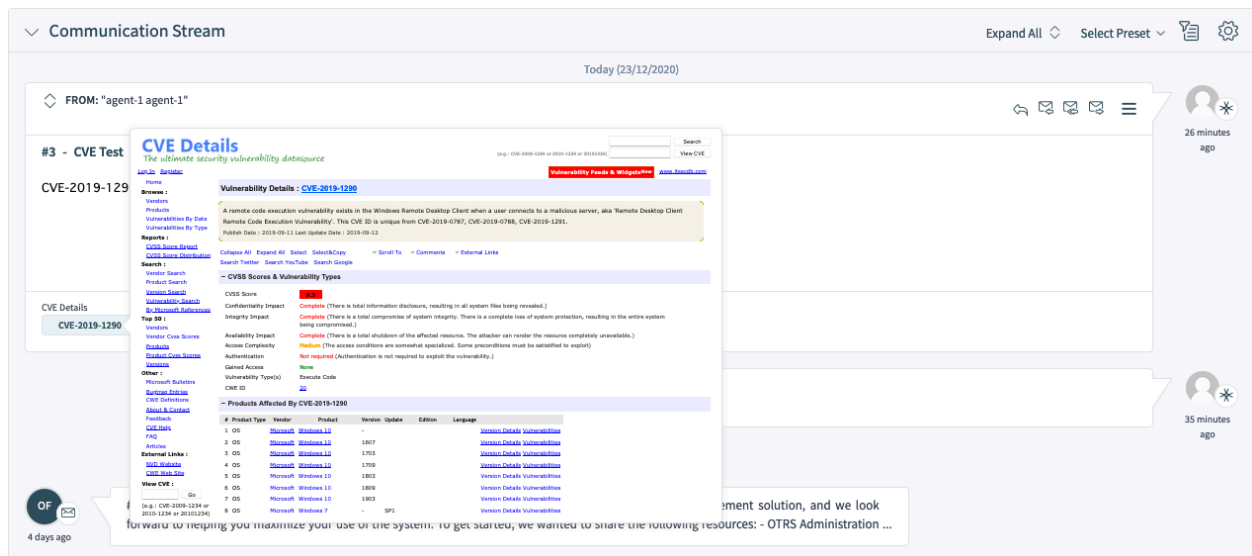 Communication Stream
Expand All
Select Preset
Today (23/12/2020)
FROM: "agent-1 agent-1"
26 minutes
ago
#3 - CVE Test
CVE-2019-129
CVE Details
CVE-2019-1290
CVE Details
The ultimate security vulnerability datasource
Search
(e.g.: CVE-2009-1234 or 2010-1234 or 20101234)
View CVE
Log In Register
Vulnerability Feeds & WidgetsNew
www.itsecdb.com
Home
Browse :
Vendors
Products
Vulnerabilities By Date
Vulnerabilities By Type
Reports :
CVSS Score Report
CVSS Score Distribution
Search :
Vendor Search
Product Search
Version Search
Vulnerability Search
By Microsoft References
Top 50 :
Vendors
Vendor Cvss Scores
Products
Product Cvss Scores
Versions
Other :
Microsoft Bulletins
Bugtraq Entries
CWE Definitions
About & Contact
Feedback
CVE Help
FAQ
Articles
External Links :
NVD Website
CWE Web Site
View CVE :
Go
(e.g.: CVE-2009-1234 or
2010-1234 or 20101234)
Vulnerability Details : CVE-2019-1290
A remote code execution vulnerability exists in the Windows Remote Desktop Client when a user connects to a malicious server, aka 'Remote Desktop Client
Remote Code Execution Vulnerability'. This CVE ID is unique from CVE-2019-0787, CVE-2019-0788, CVE-2019-1291.
Publish Date : 2019-09-11 Last Update Date : 2019-09-12
Collapse All Expand All Select Select&Copy
Scroll To
Comments
External Links
Search Twitter Search YouTube Search Google
- CVSS Scores & Vulnerability Types
CVSS Score 9.3
Confidentiality Impact Complete (There is total information disclosure, resulting in all system files being revealed.)
Integrity Impact Complete (There is a total compromise of system integrity. There is a complete loss of system protection, resulting in the entire system
being compromised.)
Availability Impact Complete (There is a total shutdown of the affected resource. The attacker can render the resource completely unavailable.)
Access Complexity Medium (The access conditions are somewhat specialized. Some preconditions must be satistified to exploit)
Authentication Not required (Authentication is not required to exploit the vulnerability.)
Gained Access None
Vulnerability Type(s) Execute Code
CWE ID 20
- Products Affected By CVE-2019-1290
# Product Type Vendor Product Version Update Edition Language
1 OS Microsoft Windows 10 - Version Details Vulnerabilities
2 OS Microsoft Windows 10 1607 Version Details Vulnerabilities
3 OS Microsoft Windows 10 1703 Version Details Vulnerabilities
4 OS Microsoft Windows 10 1709 Version Details Vulnerabilities
5 OS Microsoft Windows 10 1803 Version Details Vulnerabilities
6 OS Microsoft Windows 10 1809 Version Details Vulnerabilities
7 OS Microsoft Windows 10 1903 Version Details Vulnerabilities
8 OS Microsoft Windows 7 - SP1 Version Details Vulnerabilities
35 minutes
ago
OF
4 days ago
ement solution, and we look
forward to helping you maximize your use of the system. To get started, we wanted to share the following resources: - OTRS Administration ...